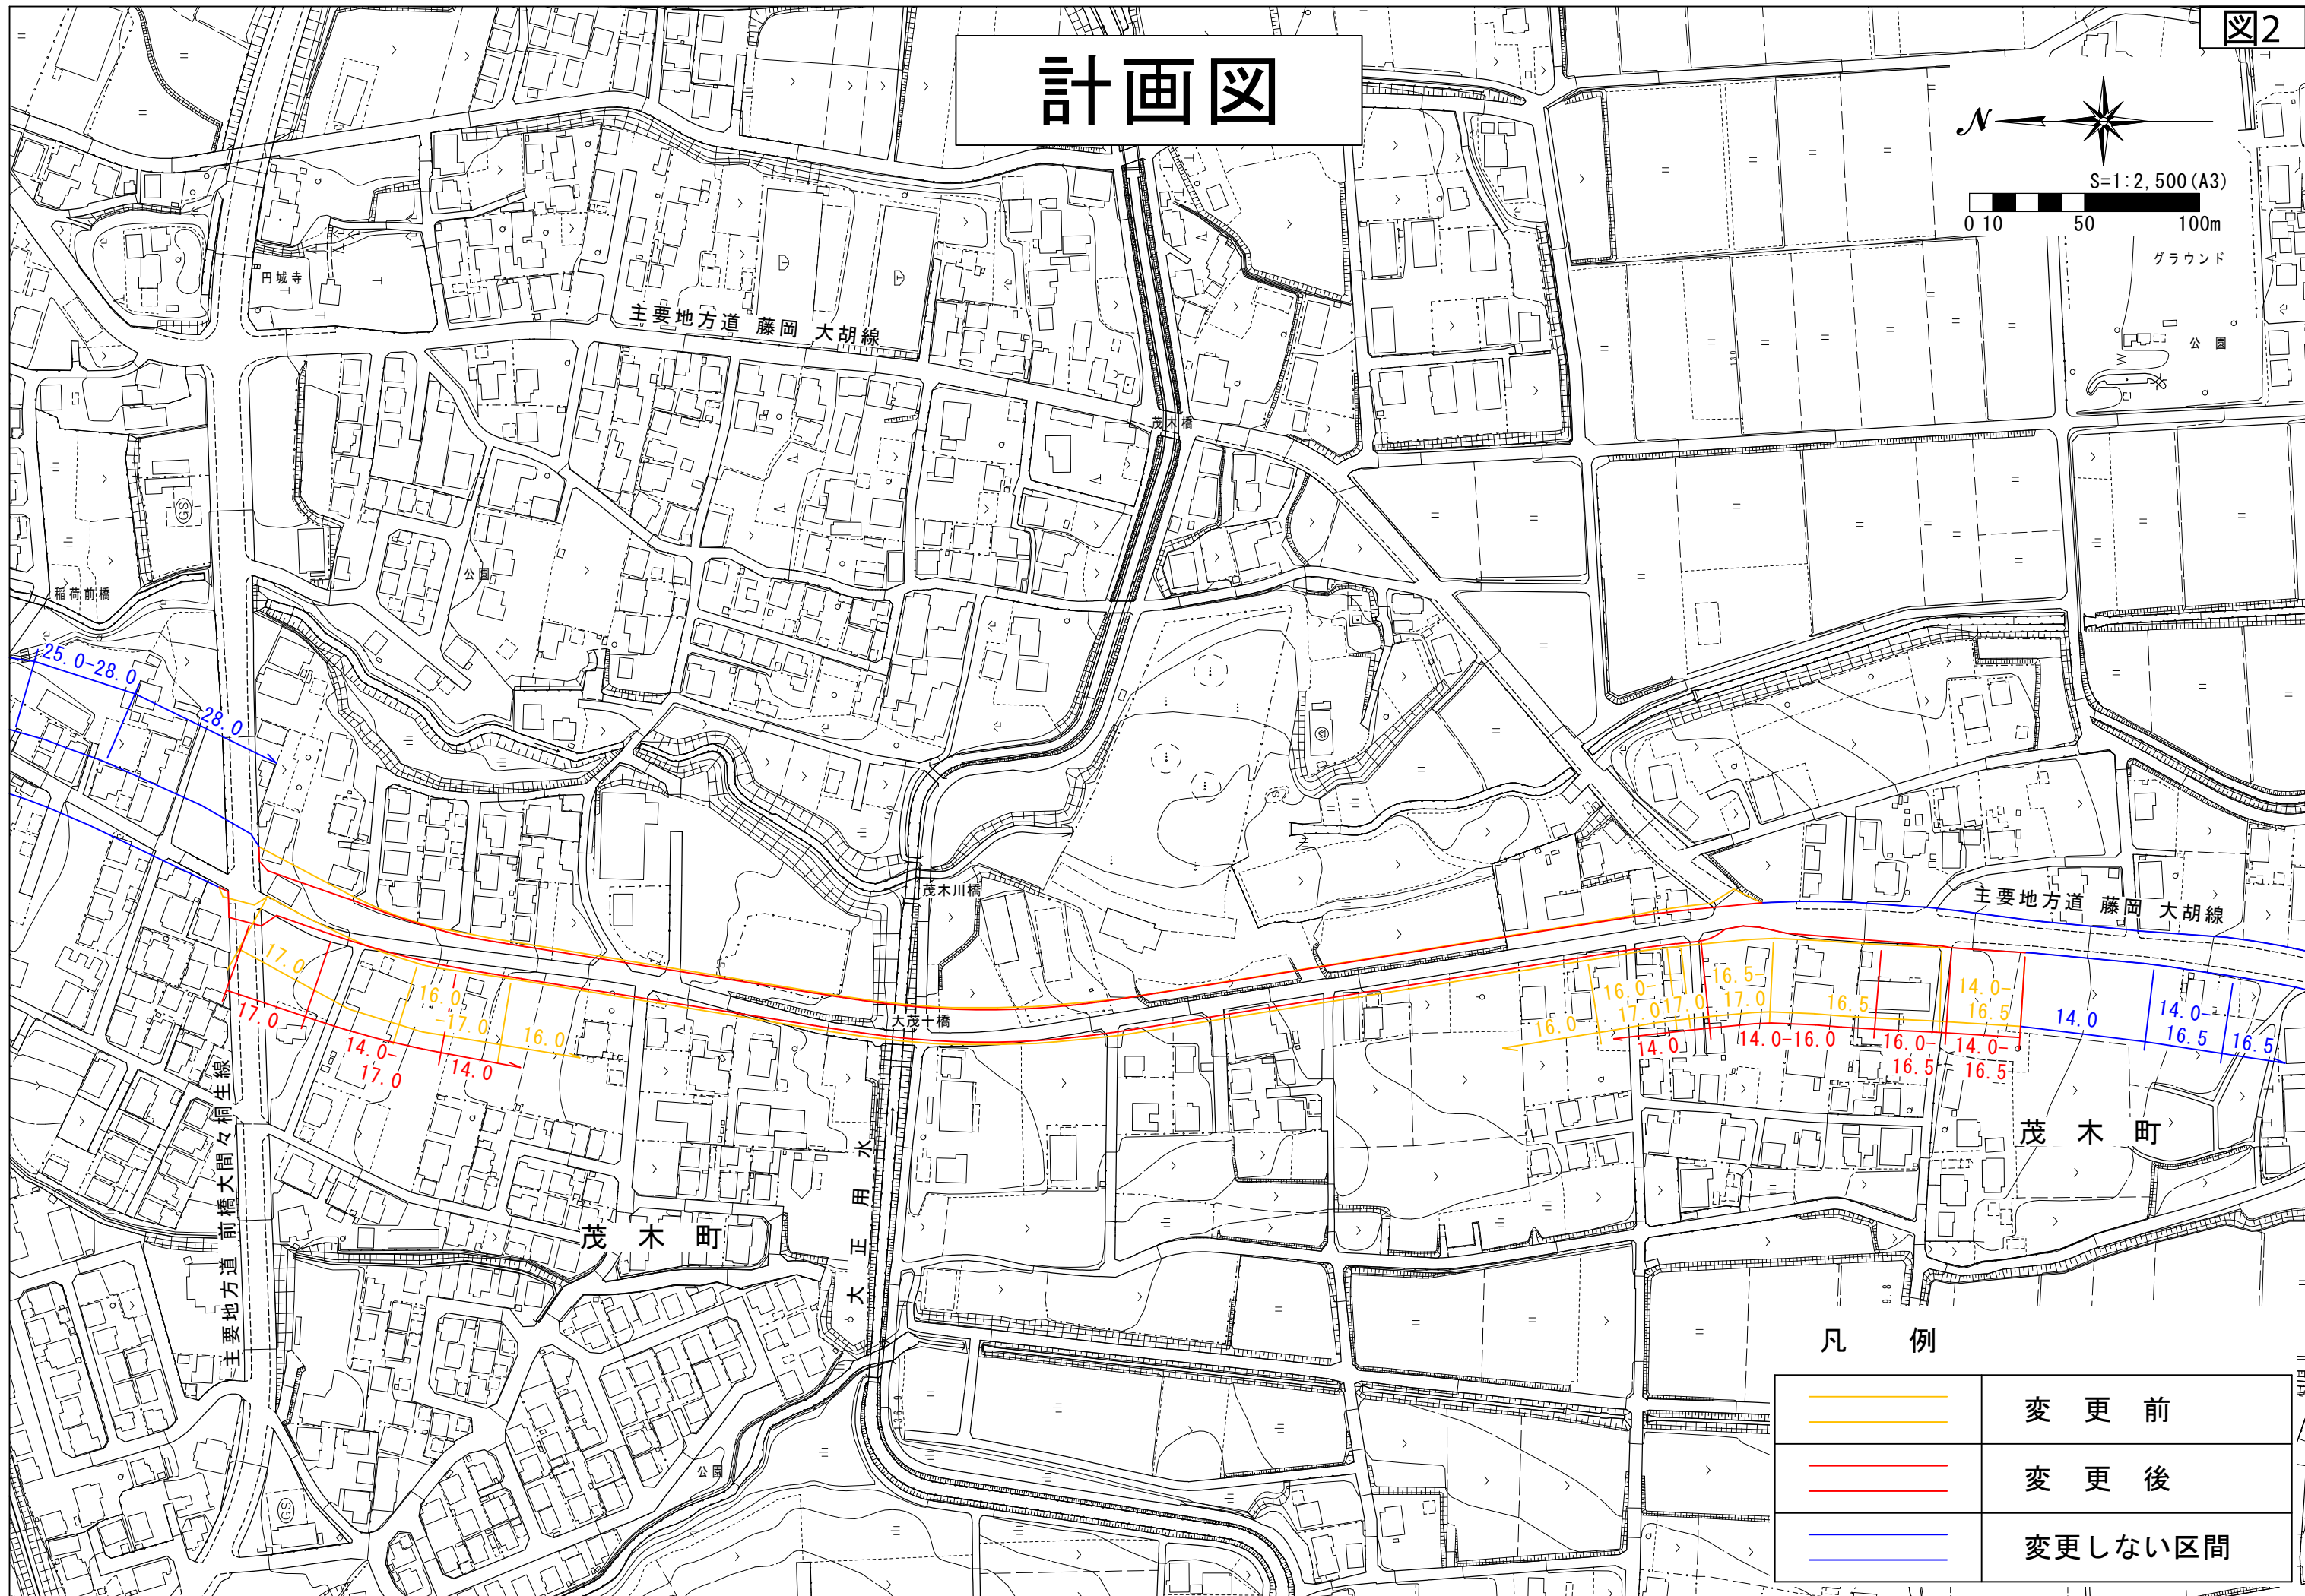 図2
計画図
N
S=1:2,500(A3)
0 10 50 100m
グラウンド
公園
円城寺
主要地方道 藤岡 大胡線
茂木橋
GS
公園
稲荷前橋
25.0-28.0
28.0
茂木川橋
主要地方道 藤岡 大胡線
17.0
16.0
-17.0
16.0
17.0
14.0-
17.0
14.0
大茂十橋
16.0
16.0-
17.0
17.0
16.5-
17.0
16.5
14.0-
16.5
14.0
14.0-16.0
16.0-
16.5
14.0-
16.5
14.0
14.0-
16.5
16.5
主要地方道 前橋大間々桐生線
大正用水
茂木町
茂木町
公園
GS
凡例
変更前
変更後
変更しない区間